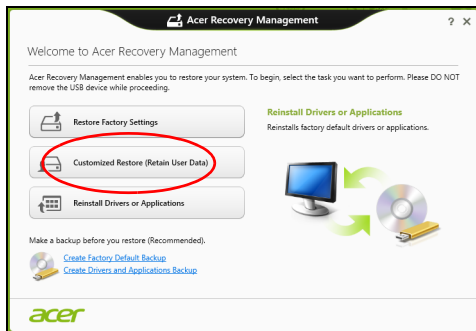 Acer Recovery Management
? X
Welcome to Acer Recovery Management
Acer Recovery Management enables you to restore your system. To begin, select the task you want to perform. Please DO NOT
remove the USB device while proceeding.
Restore Factory Settings
Customized Restore (Retain User Data)
Reinstall Drivers or Applications
Reinstall Drivers or Applications
Reinstalls factory default drivers or applications.
Make a backup before you restore (Recommended).
Create Factory Default Backup
Create Drivers and Applications Backup
acer